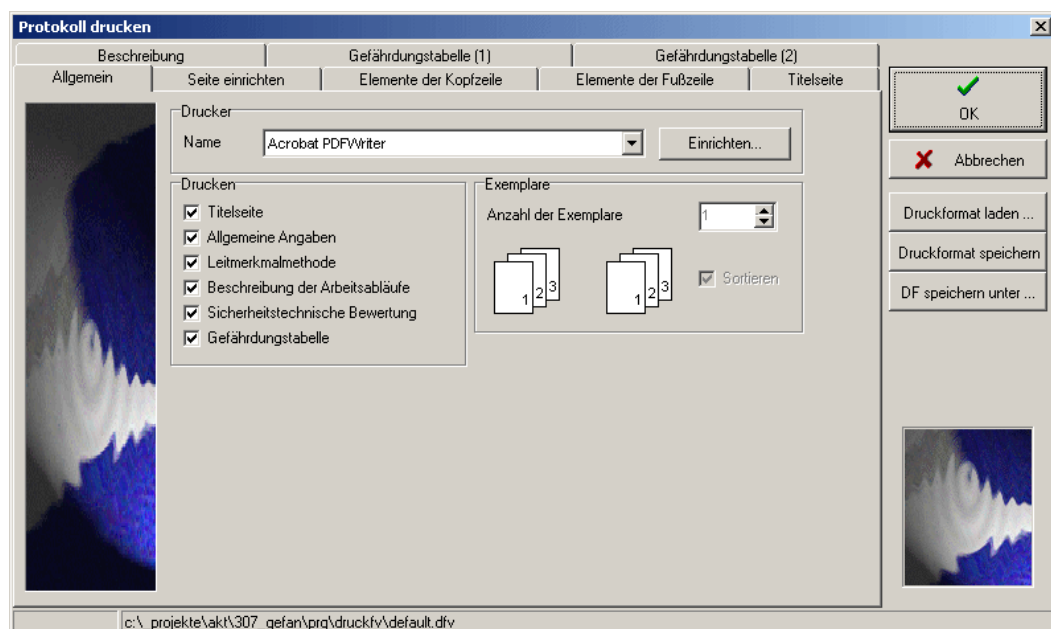 Protokoll drucken
Beschreibung
Gefährdungstabelle (1)
Gefährdungstabelle (2)
Allgemein
Seite einrichten
Elemente der Kopfzeile
Elemente der Fußzeile
Titelseite
Drucker
Name
Acrobat PDFWriter
Einrichten...
Drucken
Titelseite
Allgemeine Angaben
Leitmerkmalmethode
Beschreibung der Arbeitsabläufe
Sicherheitstechnische Bewertung
Gefährdungstabelle
Exemplare
Anzahl der Exemplare
1
1 2 3
1 2 3
Sortieren
OK
Abbrechen
Druckformat laden ...
Druckformat speichern
DF speichern unter ...
c:\_projekte\akt\307_gefan\prg\druckfv\default.dfv